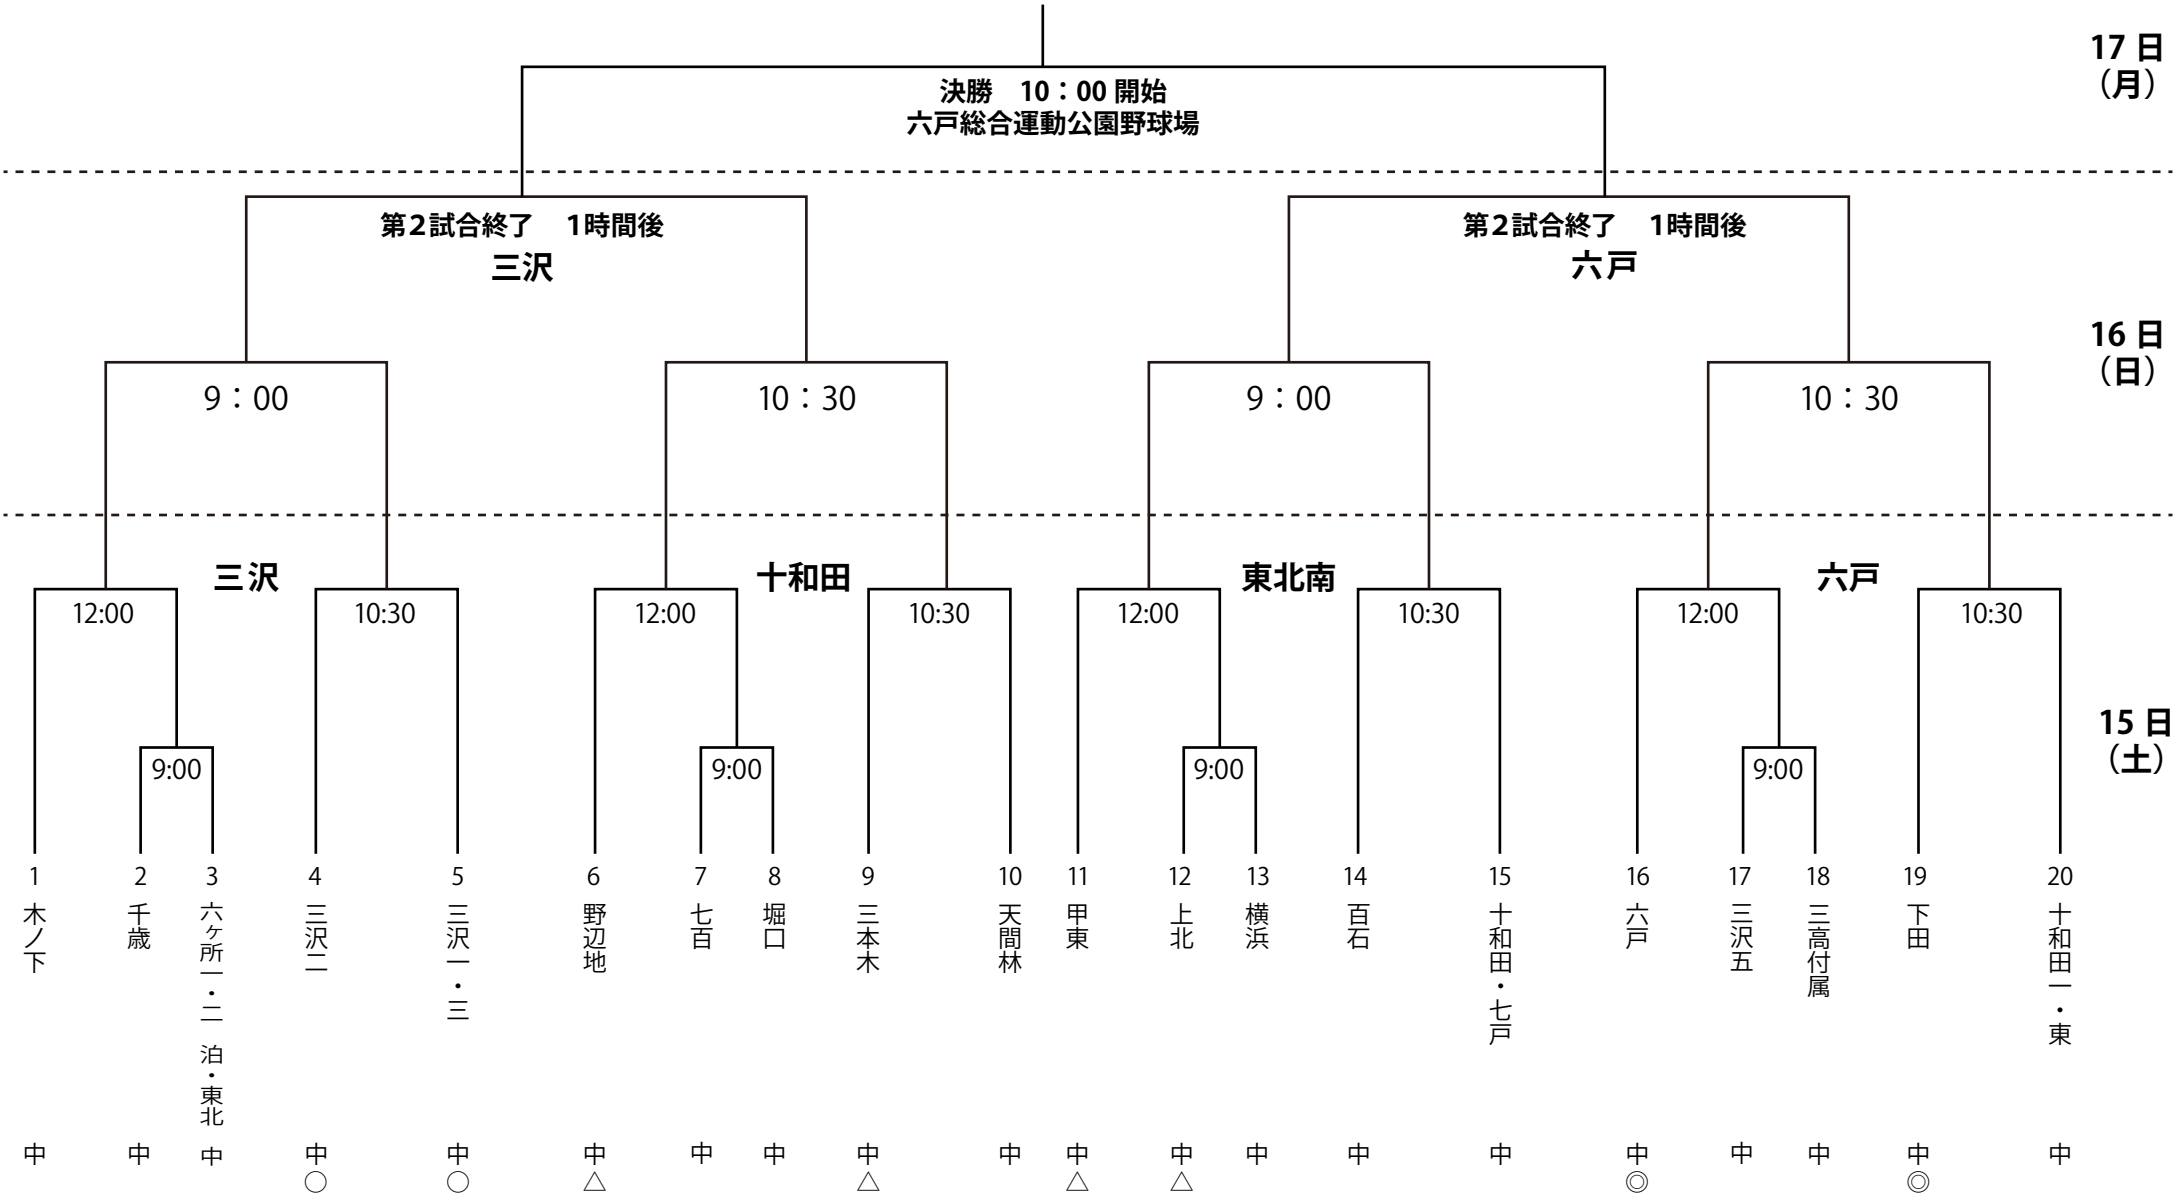 17 日
（月）
決勝　10：00 開始
六戸総合運動公園野球場
第２試合終了　１時間後
三沢
第２試合終了　１時間後
六戸
16 日
（日）
9：00
10：30
9：00
10：30
三沢
十和田
東北南
六戸
12:00
10:30
12:00
10:30
12:00
10:30
12:00
10:30
15 日
（土）
9:00
9:00
9:00
9:00
1 木ノ下 中
2 千歳 中
3 六ヶ所一・二 泊・東北 中
4 三沢二 中 ○
5 三沢一・三 中 ○
6 野辺地 中 △
7 七百 中
8 堀口 中
9 三本木 中 △
10 天間林 中
11 甲東 中 △
12 上北 中 △
13 横浜 中
14 百石 中
15 十和田・七戸 中
16 六戸 中 ◎
17 三沢五 中
18 三高付属 中
19 下田 中 ◎
20 十和田一・東 中